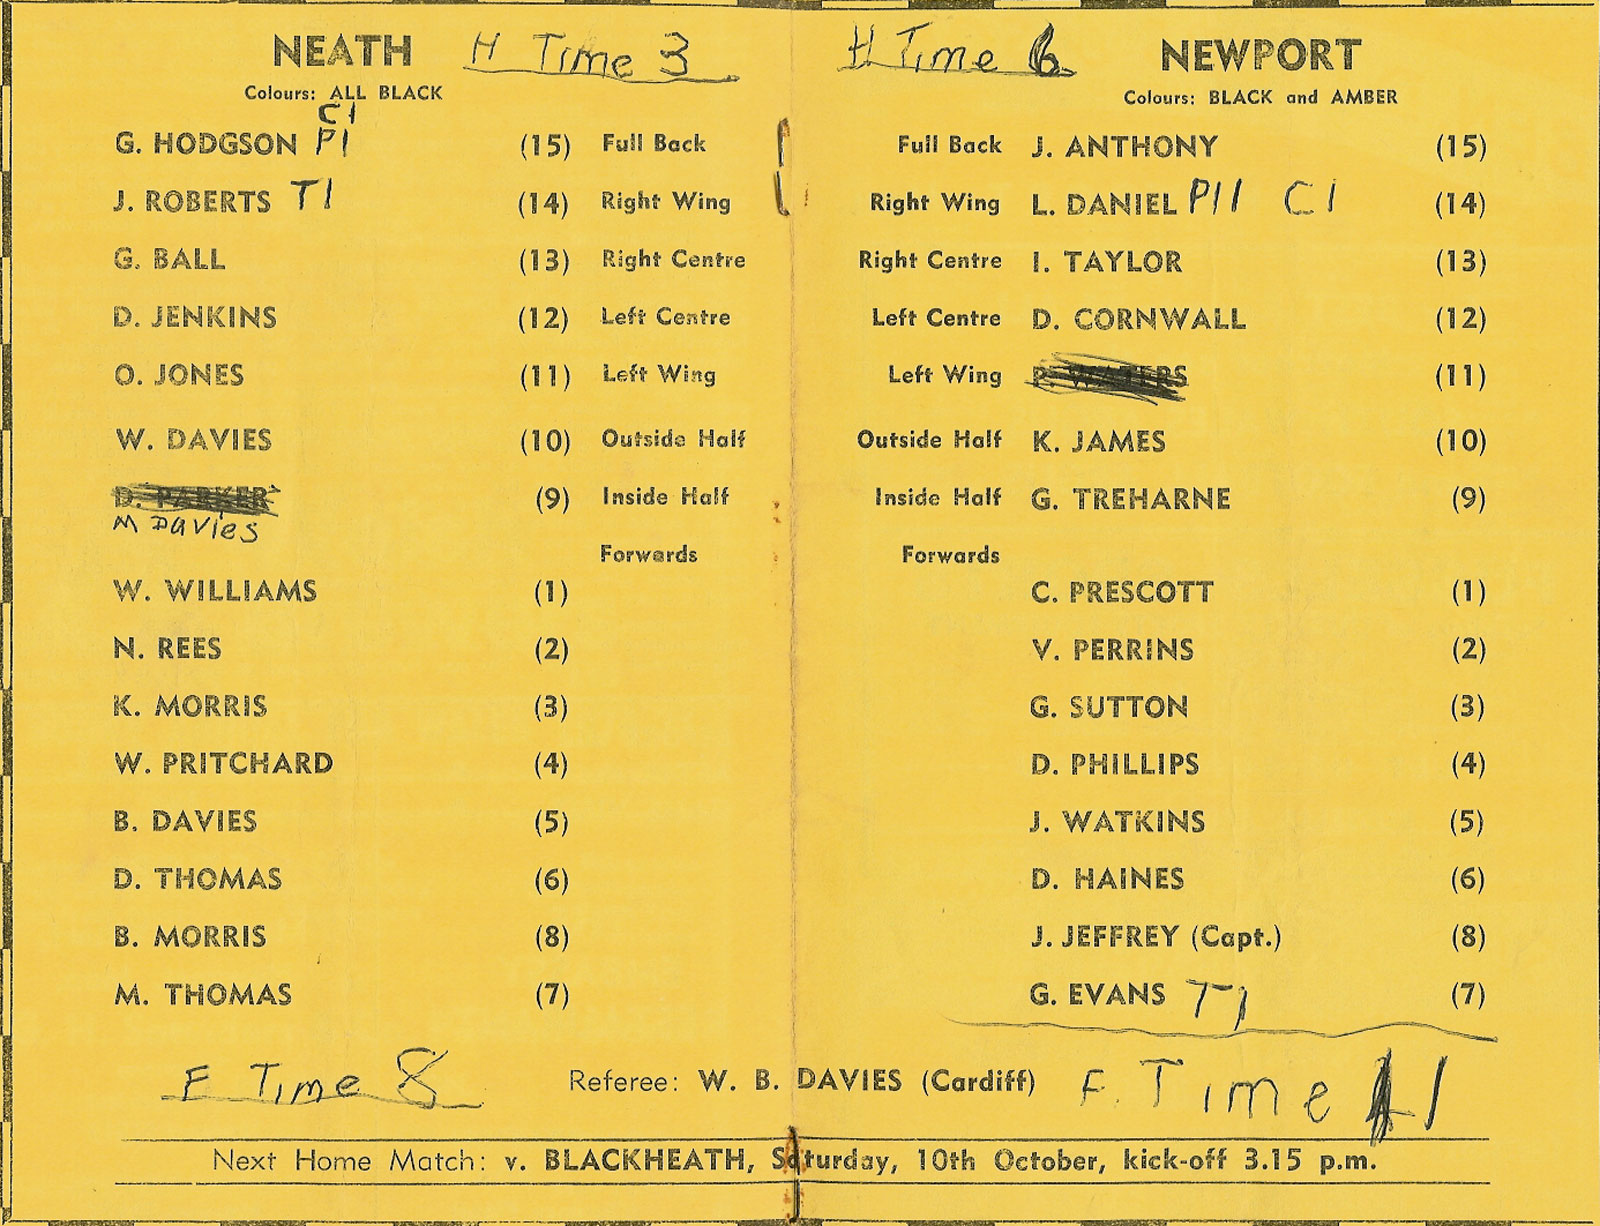 NEATH H Time 3
Colours: ALL BLACK
C1
G. HODGSON P1 (15) Full Back
J. ROBERTS T1 (14) Right Wing
G. BALL (13) Right Centre
D. JENKINS (12) Left Centre
O. JONES (11) Left Wing
W. DAVIES (10) Outside Half
D. PARKER (9) Inside Half
M DAVIES
Forwards
W. WILLIAMS (1)
N. REES (2)
K. MORRIS (3)
W. PRITCHARD (4)
B. DAVIES (5)
D. THOMAS (6)
B. MORRIS (8)
M. THOMAS (7)
F Time 8
H Time 6 NEWPORT
Colours: BLACK and AMBER
Full Back J. ANTHONY (15)
Right Wing L. DANIEL P11 C1 (14)
Right Centre I. TAYLOR (13)
Left Centre D. CORNWALL (12)
Left Wing P. WATERS (11)
Outside Half K. JAMES (10)
Inside Half G. TREHARNE (9)
Forwards
C. PRESCOTT (1)
V. PERRINS (2)
G. SUTTON (3)
D. PHILLIPS (4)
J. WATKINS (5)
D. HAINES (6)
J. JEFFREY (Capt.) (8)
G. EVANS T1 (7)
Referee: W. B. DAVIES (Cardiff) F. Time 11
Next Home Match: v. BLACKHEATH, Saturday, 10th October, kick-off 3.15 p.m.